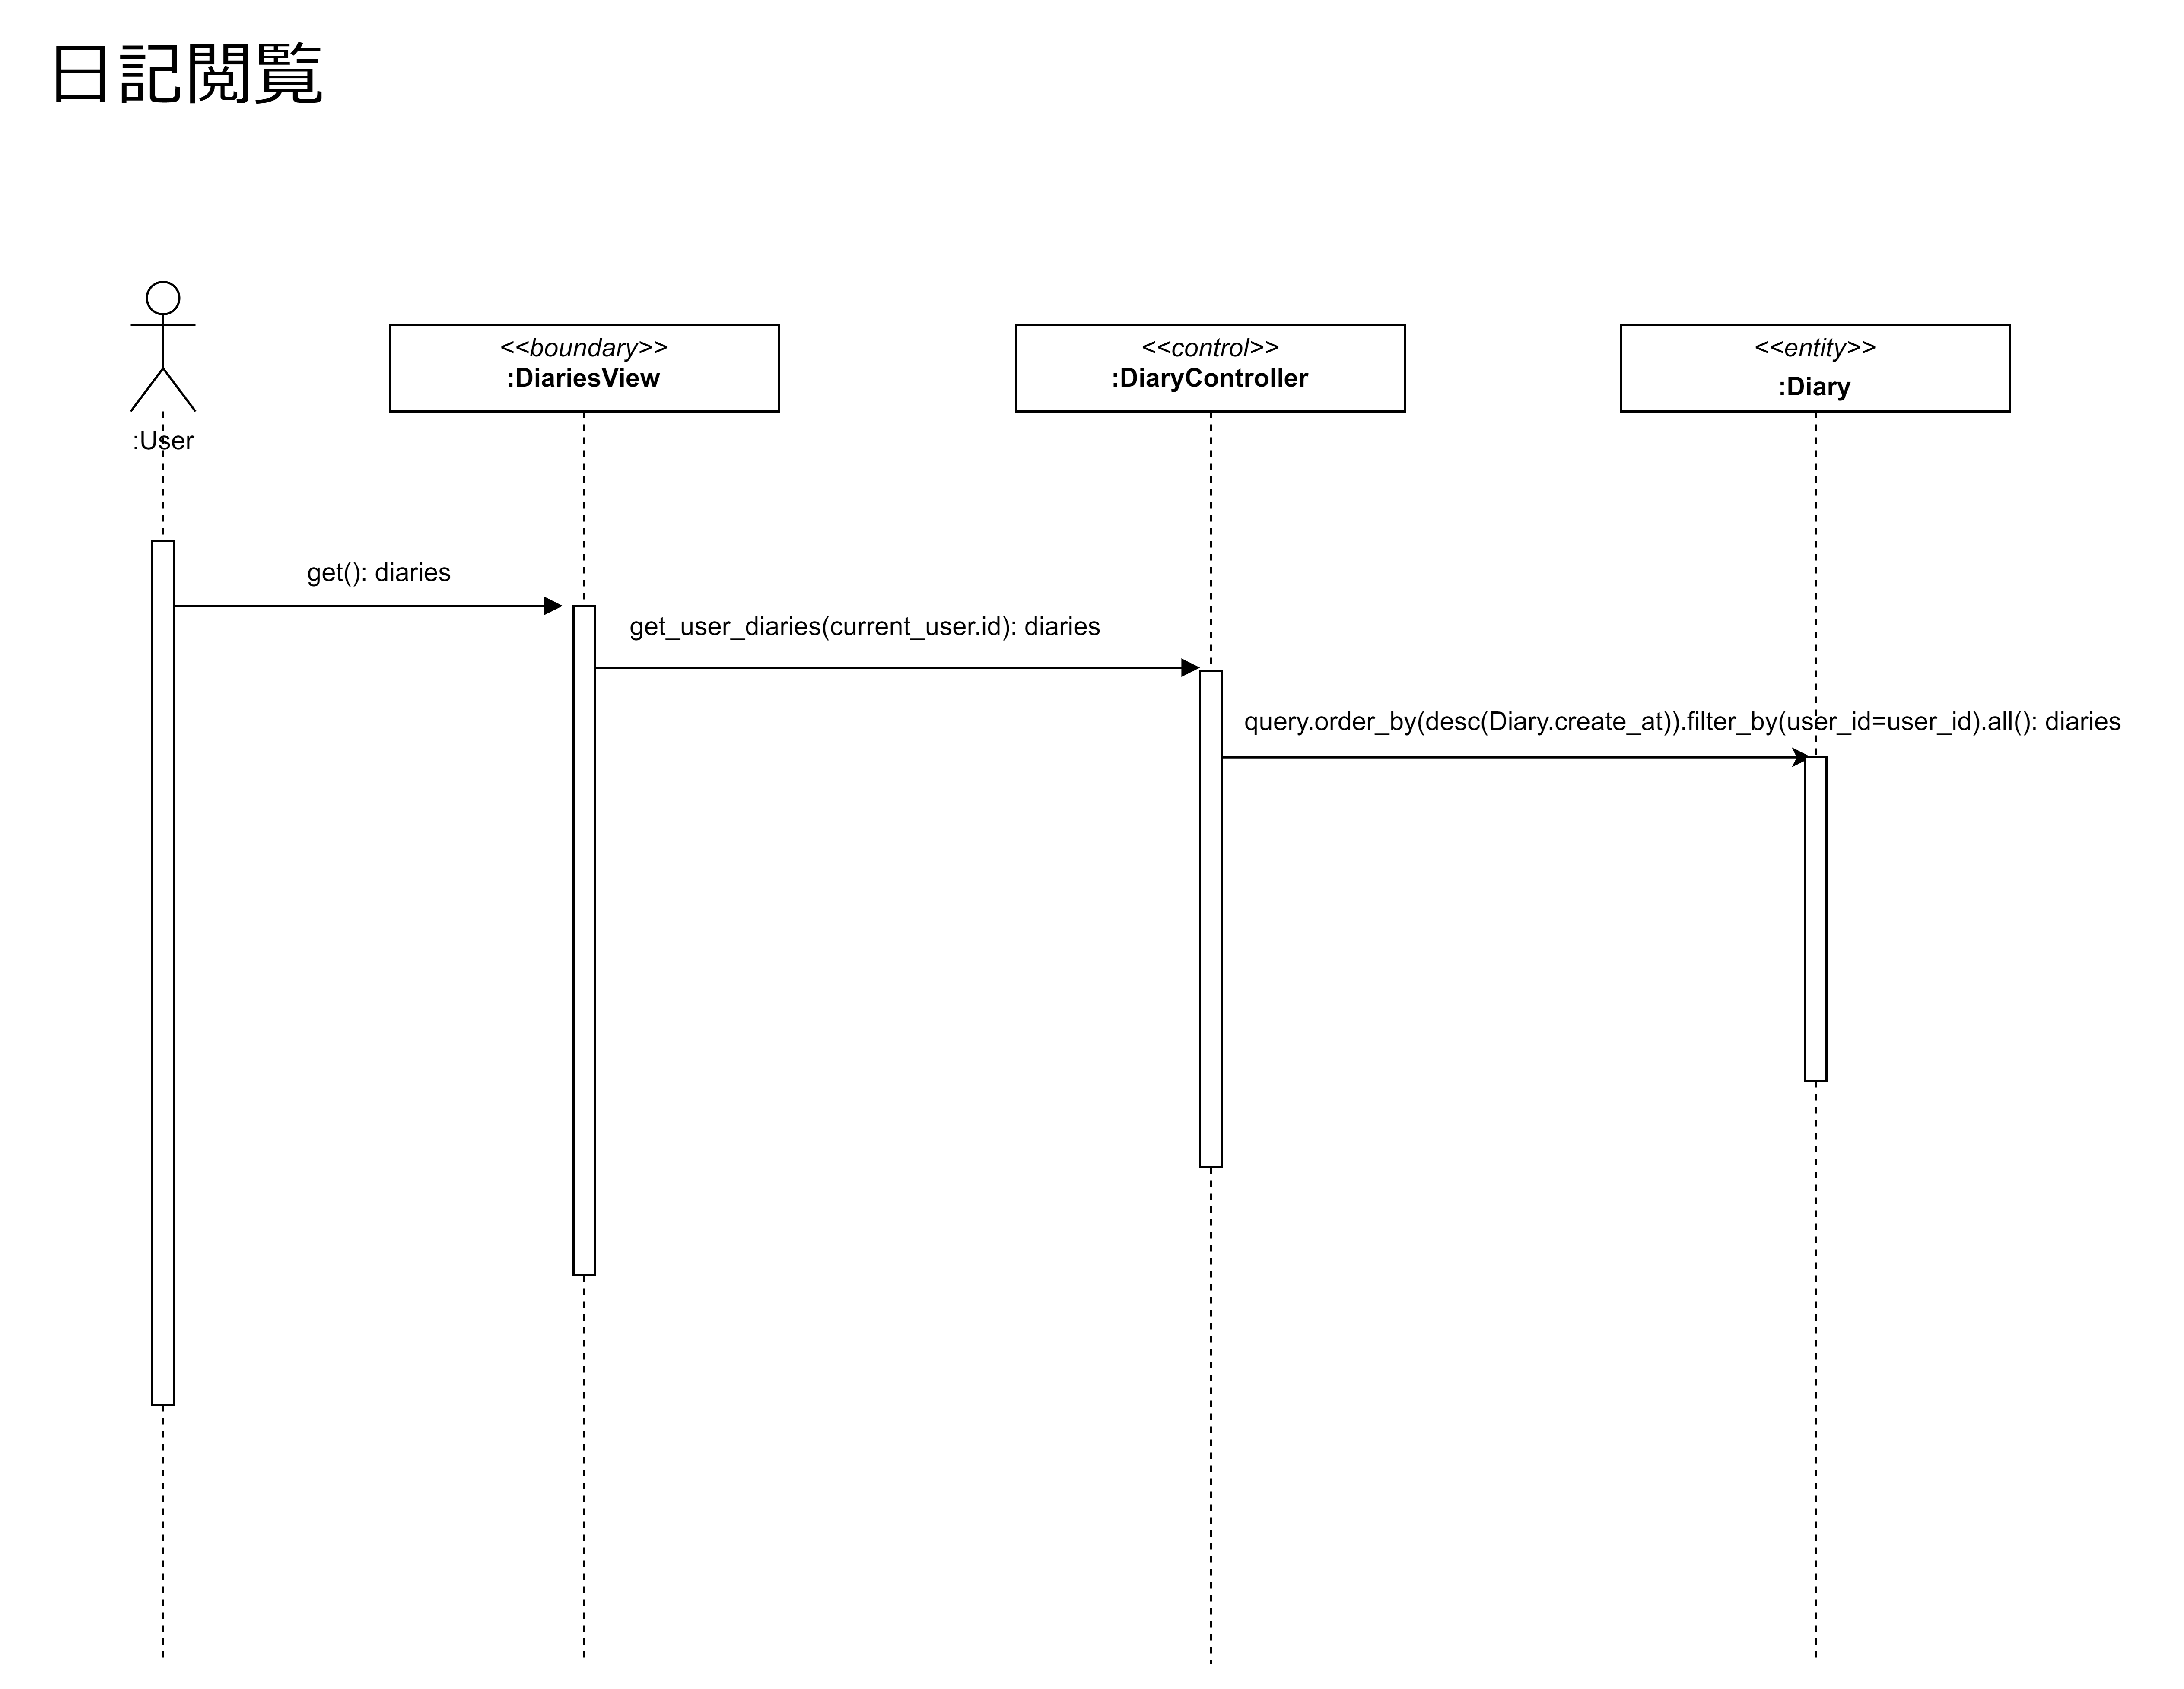 日記閲覧
:User
<<boundary>>
:DiariesView
<<control>>
:DiaryController
<<entity>>
:Diary
get(): diaries
get_user_diaries(current_user.id): diaries
query.order_by(desc(Diary.create_at)).filter_by(user_id=user_id).all(): diaries